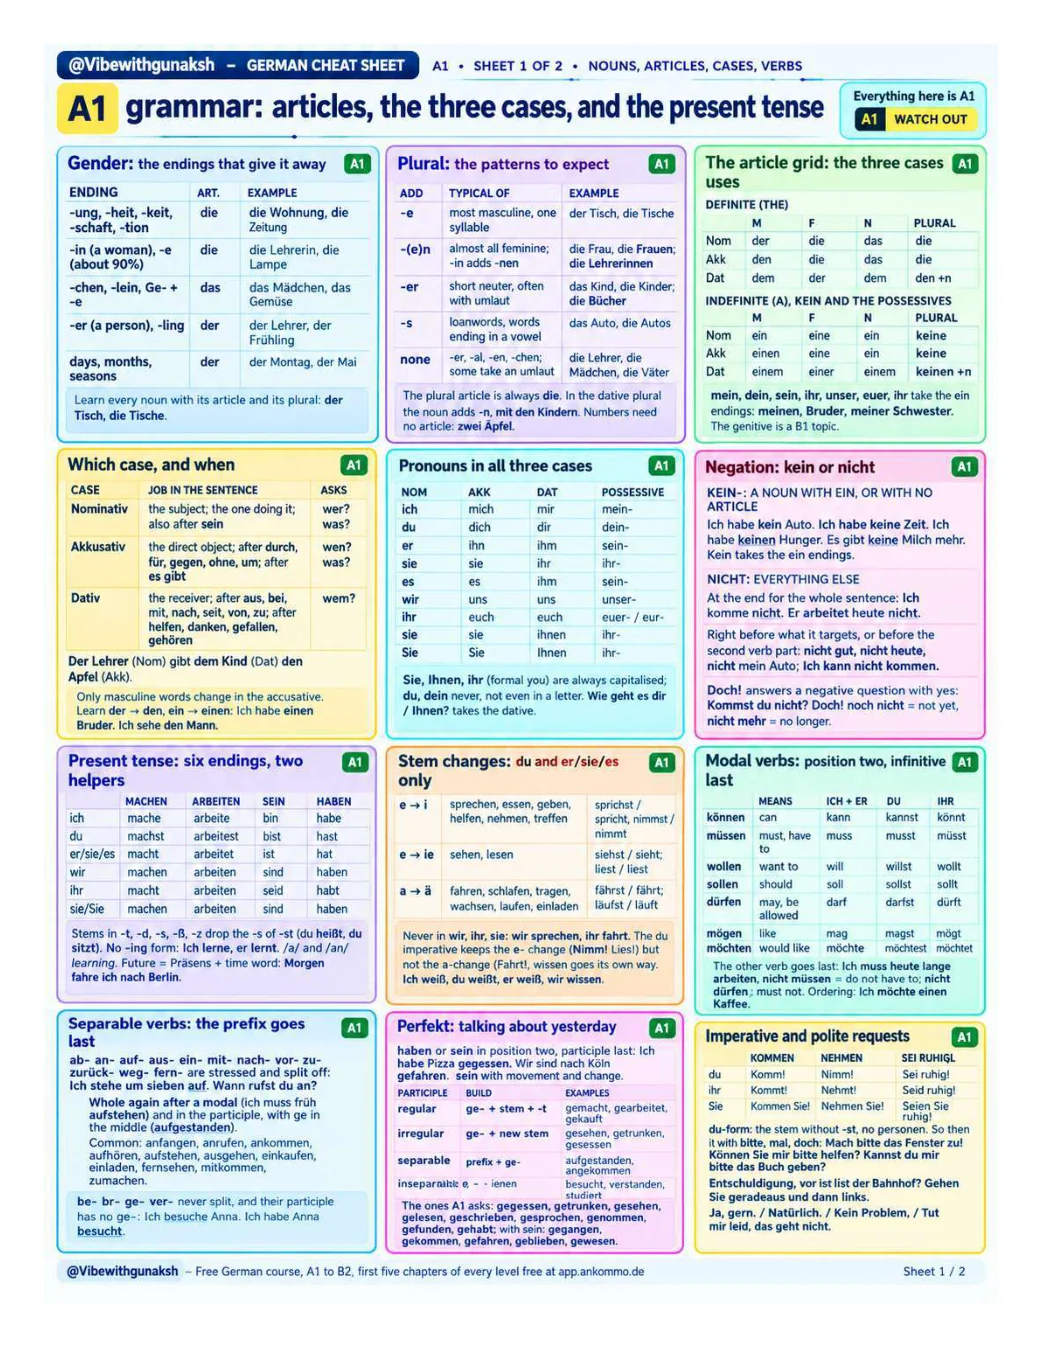 @Vibewithgunaksh – GERMAN CHEAT SHEET A1 • SHEET 1 OF 2 • NOUNS, ARTICLES, CASES, VERBS
A1 grammar: articles, the three cases, and the present tense
Everything here is A1
A1 WATCH OUT
Gender: the endings that give it away A1
ENDING ART. EXAMPLE
-ung, -heit, -keit, die die Wohnung, die
-schaft, -tion Zeitung
-in (a woman), -e die die Lehrerin, die
(about 90%) Lampe
-chen, -lein, Ge- + das das Mädchen, das
-e Gemüse
-er (a person), -ling der der Lehrer, der
Frühling
days, months, der der Montag, der Mai
seasons
Learn every noun with its article and its plural: der
Tisch, die Tische.
Plural: the patterns to expect A1
ADD TYPICAL OF EXAMPLE
-e most masculine, one der Tisch, die Tische
syllable
-(e)n almost all feminine; die Frau, die Frauen;
-in adds -nen die Lehrerinnen
-er short neuter, often das Kind, die Kinder;
with umlaut die Bücher
-s loanwords, words das Auto, die Autos
ending in a vowel
none -er, -al, -en, -chen; die Lehrer, die
some take an umlaut Mädchen, die Väter
The plural article is always die. In the dative plural
the noun adds -n, mit den Kindern. Numbers need
no article: zwei Äpfel.
The article grid: the three cases A1
uses
DEFINITE (THE)
M F N PLURAL
Nom der die das die
Akk den die das die
Dat dem der dem den +n
INDEFINITE (A), KEIN AND THE POSSESSIVES
M F N PLURAL
Nom ein eine ein keine
Akk einen eine ein keine
Dat einem einer einem keinen +n
mein, dein, sein, ihr, unser, euer, ihr take the ein
endings: meinen, Bruder, meiner Schwester.
The genitive is a B1 topic.
Which case, and when A1
CASE JOB IN THE SENTENCE ASKS
Nominativ the subject; the one doing it; wer?
also after sein was?
Akkusativ the direct object; after durch, wen?
für, gegen, ohne, um; after was?
es gibt
Dativ the receiver; after aus, bei, wem?
mit, nach, seit, von, zu; after
helfen, danken, gefallen,
gehören
Der Lehrer (Nom) gibt dem Kind (Dat) den
Apfel (Akk).
Only masculine words change in the accusative.
Learn der → den, ein → einen: Ich habe einen
Bruder. Ich sehe den Mann.
Pronouns in all three cases A1
NOM AKK DAT POSSESSIVE
ich mich mir mein-
du dich dir dein-
er ihn ihm sein-
sie sie ihr ihr-
es es ihm sein-
wir uns uns unser-
ihr euch euch euer- / eur-
sie sie ihnen ihr-
Sie Sie Ihnen ihr-
Sie, Ihnen, ihr (formal you) are always capitalised;
du, dein never, not even in a letter. Wie geht es dir
/ Ihnen? takes the dative.
Negation: kein or nicht A1
KEIN-: A NOUN WITH EIN, OR WITH NO
ARTICLE
Ich habe kein Auto. Ich habe keine Zeit. Ich
habe keinen Hunger. Es gibt keine Milch mehr.
Kein takes the ein endings.
NICHT: EVERYTHING ELSE
At the end for the whole sentence: Ich
komme nicht. Er arbeitet heute nicht.
Right before what it targets, or before the
second verb part: nicht gut, nicht heute,
nicht mein Auto; Ich kann nicht kommen.
Doch! answers a negative question with yes:
Kommst du nicht? Doch! noch nicht = not yet,
nicht mehr = no longer.
Present tense: six endings, two A1
helpers
MACHEN ARBEITEN SEIN HABEN
ich mache arbeite bin habe
du machst arbeitest bist hast
er/sie/es macht arbeitet ist hat
wir machen arbeiten sind haben
ihr macht arbeiten seid habt
sie/Sie machen arbeiten sind haben
Stems in -t, -d, -s, -ß, -z drop the -s of -st (du heißt, du
sitzt). No -ing form: Ich lerne, er lernt. /a/ and /an/
learning. Future = Präsens + time word: Morgen
fahre ich nach Berlin.
Stem changes: du and er/sie/es A1
only
e → i sprechen, essen, geben, sprichst /
helfen, nehmen, treffen spricht, nimmst /
nimmt
e → ie sehen, lesen siehst / sieht;
liest / liest
a → ä fahren, schlafen, tragen, fährst / fährt;
wachsen, laufen, einladen läufst / läuft
Never in wir, ihr, sie: wir sprechen, ihr fahrt. The du
imperative keeps the e- change (Nimm! Lies!) but
not the a-change (Fahrt!, wissen goes its own way.
Ich weiß, du weißt, er weiß, wir wissen.
Modal verbs: position two, infinitive A1
last
MEANS ICH + ER DU IHR
können can kann kannst könnt
müssen must, have muss musst müsst
to
wollen want to will willst wollt
sollen should soll sollst sollt
dürfen may, be darf darfst dürft
allowed
mögen like mag magst mögt
möchten would like möchte möchtest möchtet
The other verb goes last: Ich muss heute lange
arbeiten, nicht müssen = do not have to; nicht
dürfen; must not. Ordering: Ich möchte einen
Kaffee.
Separable verbs: the prefix goes A1
last
ab- an- auf- aus- ein- mit- nach- vor- zu-
zurück- weg- fern- are stressed and split off:
Ich stehe um sieben auf. Wann rufst du an?
Whole again after a modal (ich muss früh
aufstehen) and in the participle, with ge in
the middle (aufgestanden).
Common: anfangen, anrufen, ankommen,
aufhören, aufstehen, ausgehen, einkaufen,
einladen, fernsehen, mitkommen,
zumachen.
be- br- ge- ver- never split, and their participle
has no ge-: Ich besuche Anna. Ich habe Anna
besucht.
Perfekt: talking about yesterday A1
haben or sein in position two, participle last: Ich
habe Pizza gegessen. Wir sind nach Köln
gefahren. sein with movement and change.
PARTICIPLE BUILD EXAMPLES
regular ge- + stem + -t gemacht, gearbeitet,
gekauft
irregular ge- + new stem gesehen, getrunken,
gesessen
separable prefix + ge- aufgestanden,
angekommen
- - ienen besucht, verstanden,
studiert
The ones A1 asks: gegessen, getrunken, gesehen,
gelesen, geschrieben, gesprochen, genommen,
gefunden, gehabt; with sein: gegangen,
gekommen, gefahren, geblieben, gewesen.
Imperative and polite requests A1
KOMMEN NEHMEN SEI RUHIGL
du Komm! Nimm! Sei ruhig!
ihr Kommt! Nehmt! Seid ruhig!
Sie Kommen Sie! Nehmen Sie! Seien Sie
ruhig!
du-form: the stem without -st, no personen. So then
it with bitte, mal, doch: Mach bitte das Fenster zu!
Können Sie mir bitte helfen? Kannst du mir
bitte das Buch geben?
Entschuldigung, vor ist list der Bahnhof? Gehen
Sie geradeaus und dann links.
Ja, gern. / Natürlich. / Kein Problem, / Tut
mir leid, das geht nicht.
@Vibewithgunaksh – Free German course, A1 to B2, first five chapters of every level free at app.ankommo.de Sheet 1 / 2